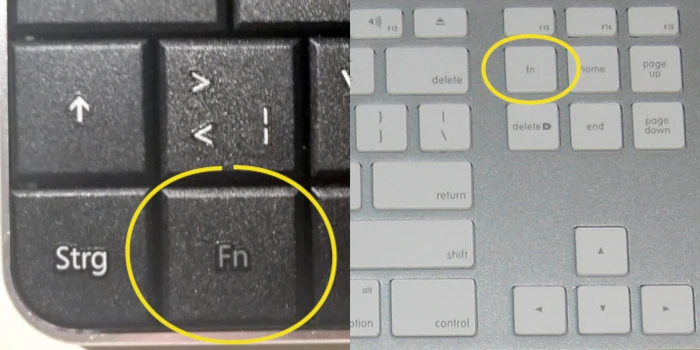 >
<
|
Strg
Fn
F12
F13
F14
F15
delete
fn
home
page
up
}
]
|
\
delete
end
page
down
return
shift
alt
option
control